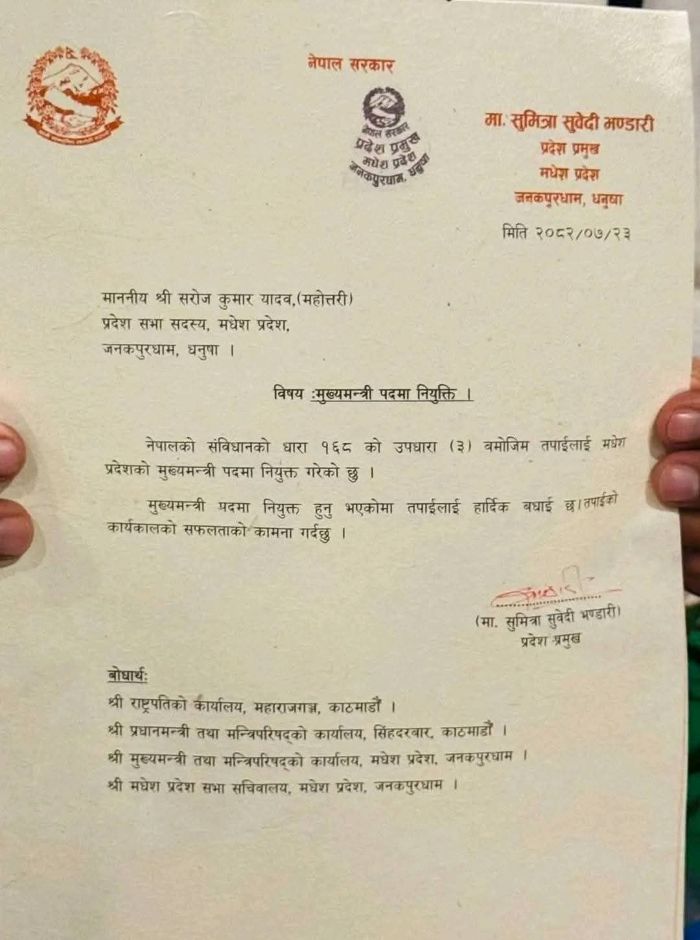 नेपाल सरकार
नेपाल सरकार
प्रदेश प्रमुख
मधेश प्रदेश
जनकपुरधाम, धनुषा
मा. सुमित्रा सुवेदी भण्डारी
प्रदेश प्रमुख
मधेश प्रदेश
जनकपुरधाम, धनुषा
मिति २०८२/०७/२३
माननीय श्री सरोज कुमार यादव,(महोत्तरी)
प्रदेश सभा सदस्य, मधेश प्रदेश,
जनकपुरधाम, धनुषा ।
विषय :मुख्यमन्त्री पदमा नियुक्ति ।
नेपालको संविधानको धारा १६८ को उपधारा (३) बमोजिम तपाईलाई मधेश
प्रदेशको मुख्यमन्त्री पदमा नियुक्त गरेको छु ।
मुख्यमन्त्री पदमा नियुक्त हुनु भएकोमा तपाईलाई हार्दिक बधाई छ।तपाईको
कार्यकालको सफलताको कामना गर्दछु ।
(मा. सुमित्रा सुवेदी भण्डारी)
प्रदेश प्रमुख
बोधार्थ:
श्री राष्ट्रपतिको कार्यालय, महाराजगञ्ज, काठमाडौं ।
श्री प्रधानमन्त्री तथा मन्त्रिपरिषद्को कार्यालय, सिंहदरबार, काठमाडौं ।
श्री मुख्यमन्त्री तथा मन्त्रिपरिषद्को कार्यालय, मधेश प्रदेश, जनकपुरधाम ।
श्री मधेश प्रदेश सभा सचिवालय, मधेश प्रदेश, जनकपुरधाम ।